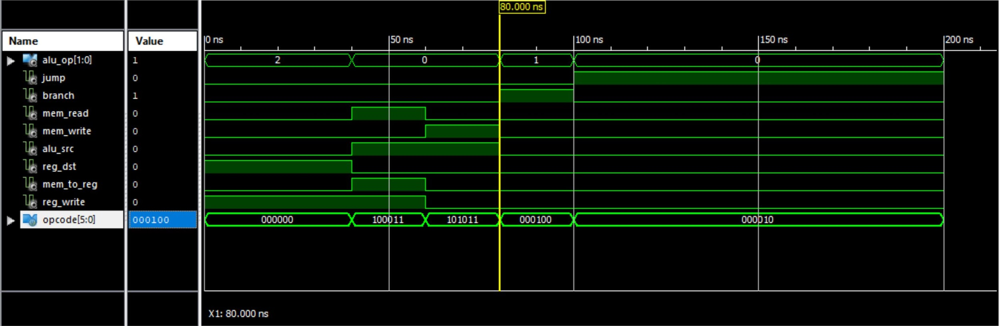 80.000 ns
Name Value 0 ns 50 ns 100 ns 150 ns 200 ns
alu_op[1:0] 1 2 0 1 0
jump 0
branch 1
mem_read 0
mem_write 0
alu_src 0
reg_dst 0
mem_to_reg 0
reg_write 0
opcode[5:0] 000100 000000 100011 101011 000100 000010
X1: 80.000 ns